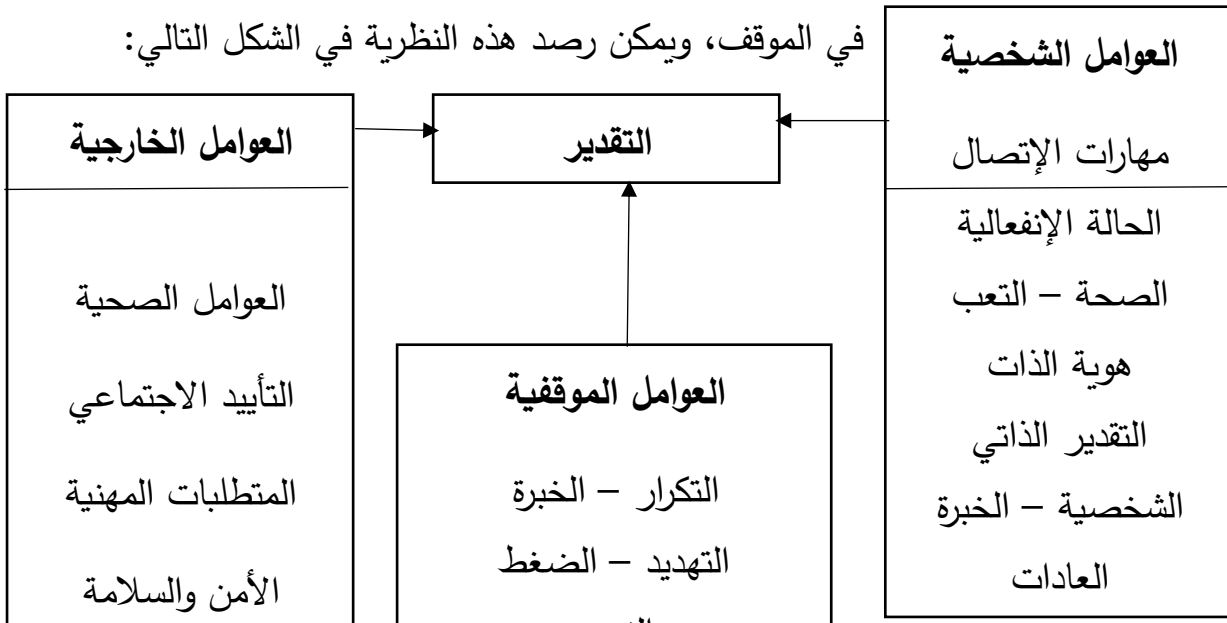 في الموقف، ويمكن رصد هذه النظرية في الشكل التالي:
العوامل الشخصية
مهارات الإتصال
الحالة الإنفعالية
الصحة – التعب
هوية الذات
التقدير الذاتي
الشخصية – الخبرة
العادات
التقدير
العوامل الموقفية
التكرار – الخبرة
التهديد – الضغط
العوامل الخارجية
العوامل الصحية
التأييد الاجتماعي
المتطلبات المهنية
الأمن والسلامة